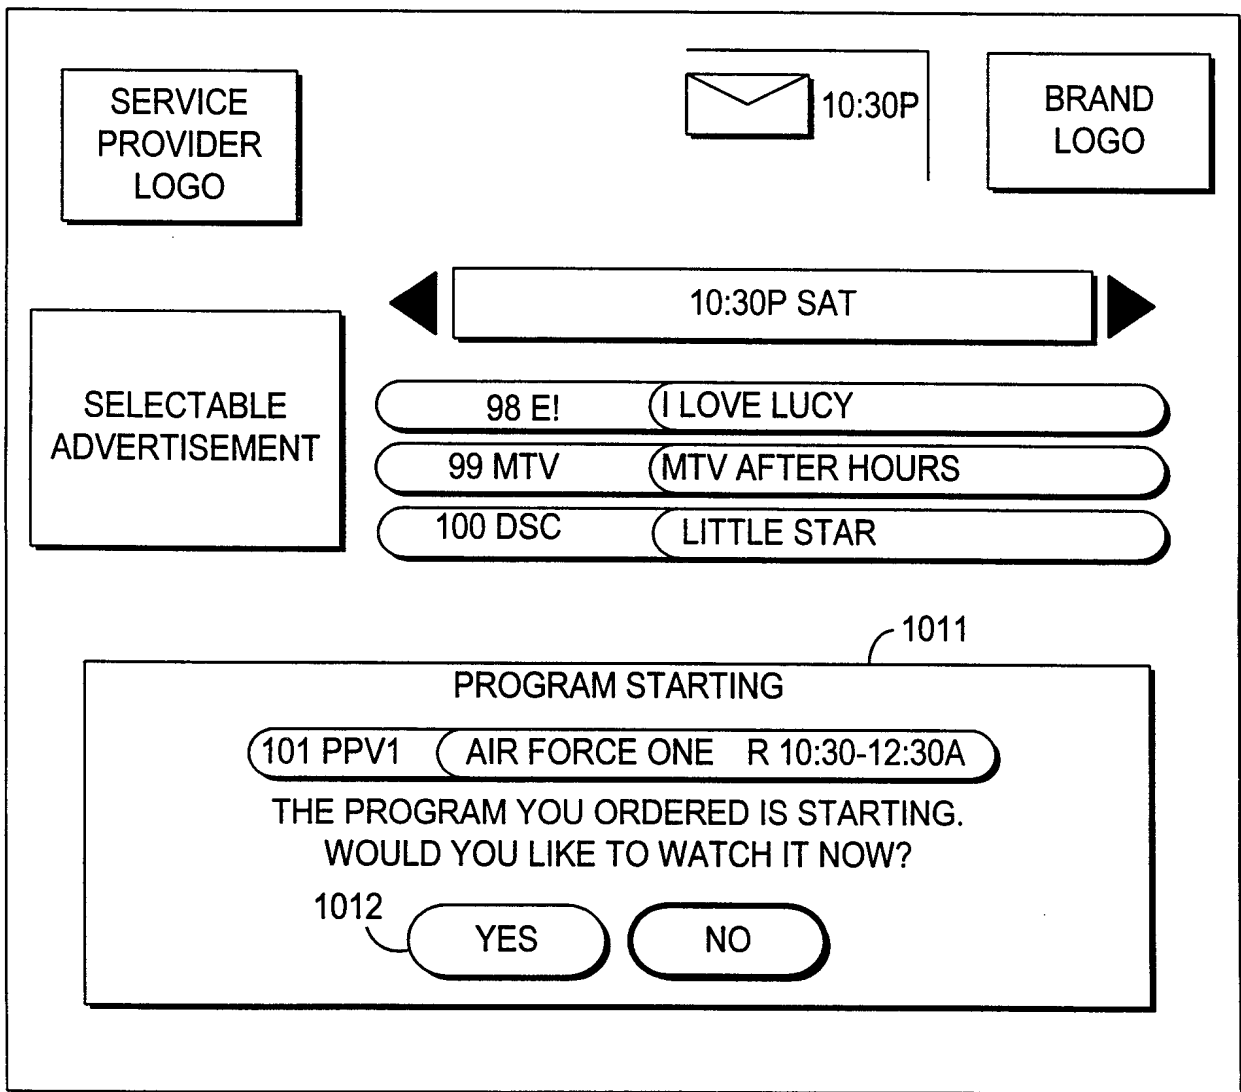 SERVICE
PROVIDER
LOGO
10:30P
BRAND
LOGO
10:30P SAT
SELECTABLE
ADVERTISEMENT
98 E! I LOVE LUCY
99 MTV MTV AFTER HOURS
100 DSC LITTLE STAR
1011
PROGRAM STARTING
101 PPV1 AIR FORCE ONE R 10:30-12:30A
THE PROGRAM YOU ORDERED IS STARTING.
WOULD YOU LIKE TO WATCH IT NOW?
1012
YES NO